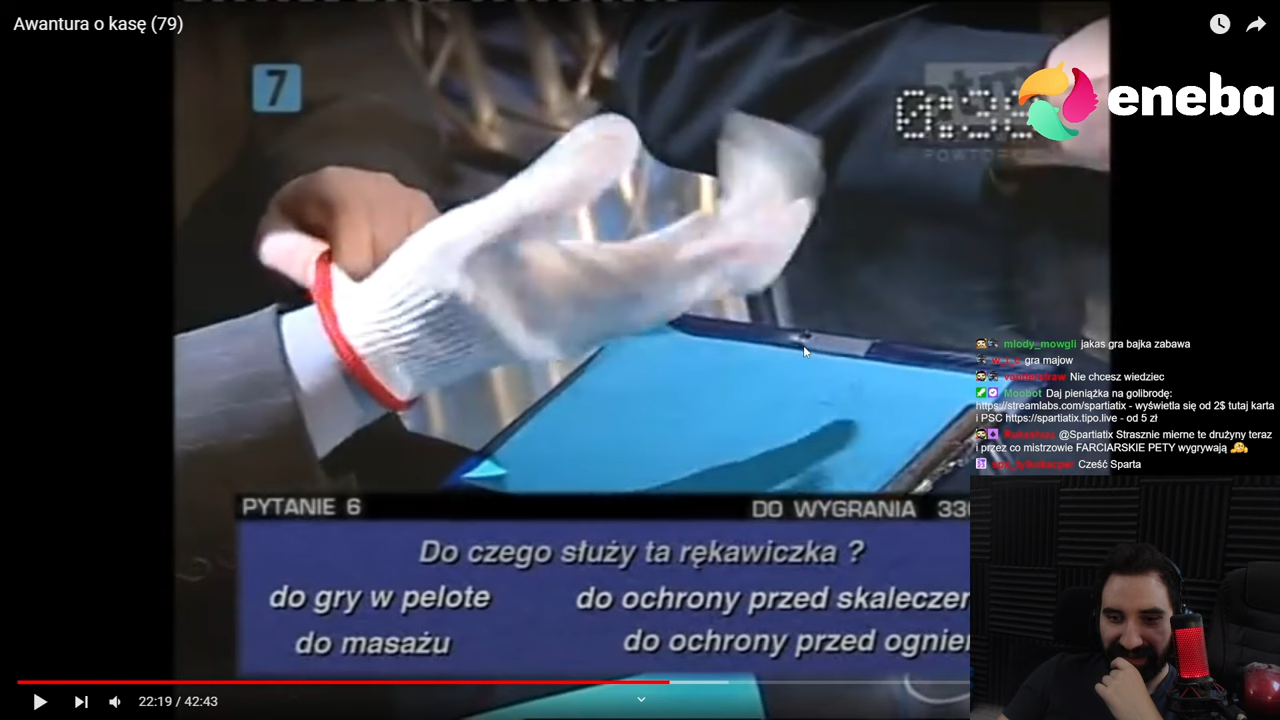 Awantura o kasę (79)
7
eneba
mlody_mowgli jakas gra bajka zabawa
gra majow
Nie chcesz wiedziec
Moobot Daj pieniążka na golibrodę:
https://streamlabs.com/spartiatix - wyświetla się od 2$ tutaj karta
i PSC https://spartiatix.tipo.live - od 5 zł
@Spartiatix Strasznie mierne te drużyny teraz
i przez co mistrzowie FARCIARSKIE PETY wygrywają
Cześć Sparta
PYTANIE 6
DO WYGRANIA
Do czego służy ta rękawiczka ?
do gry w pelote
do ochrony przed
do masażu
do ochrony przed
22:19 / 42:43